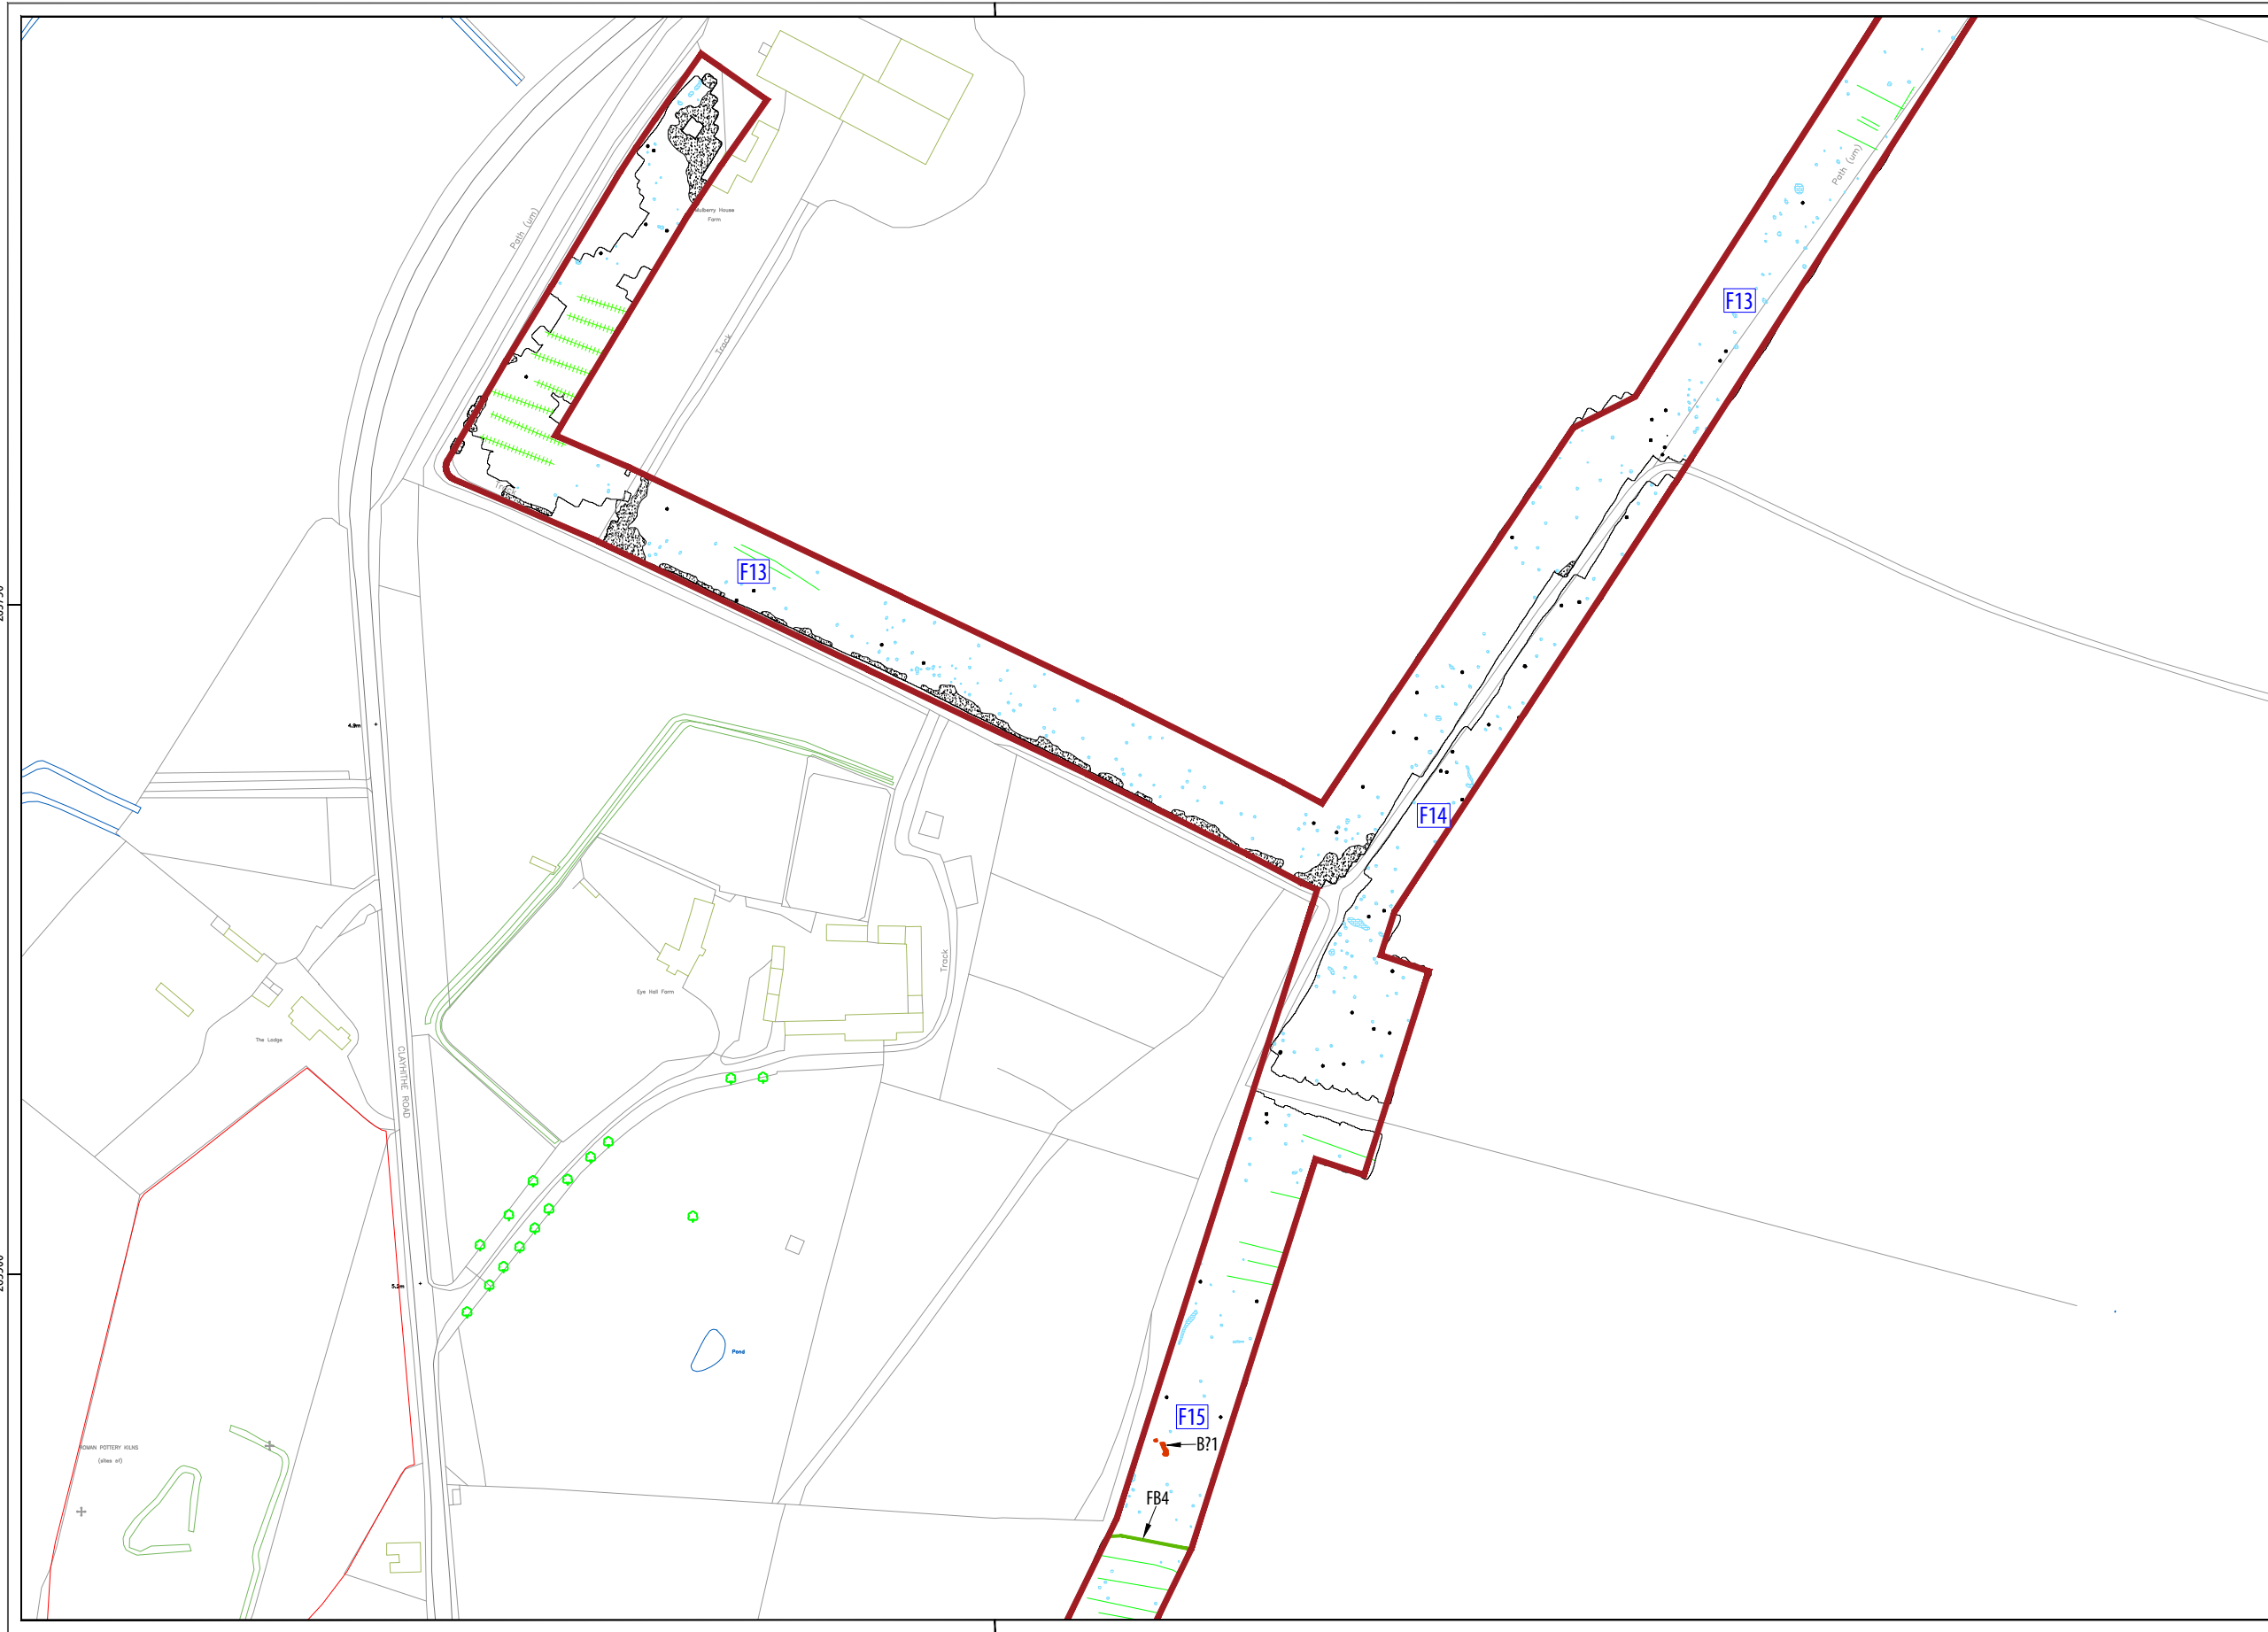 Path (um)
Path (um)
Mulberry House
Farm
F13
Track
Track
F13
4.9m
F14
Track
Eye Hall Farm
The Lodge
CLAYHITHE ROAD
5.2m
Pond
F15
B?1
ROMAN POTTERY KILNS
(sites of)
FB4